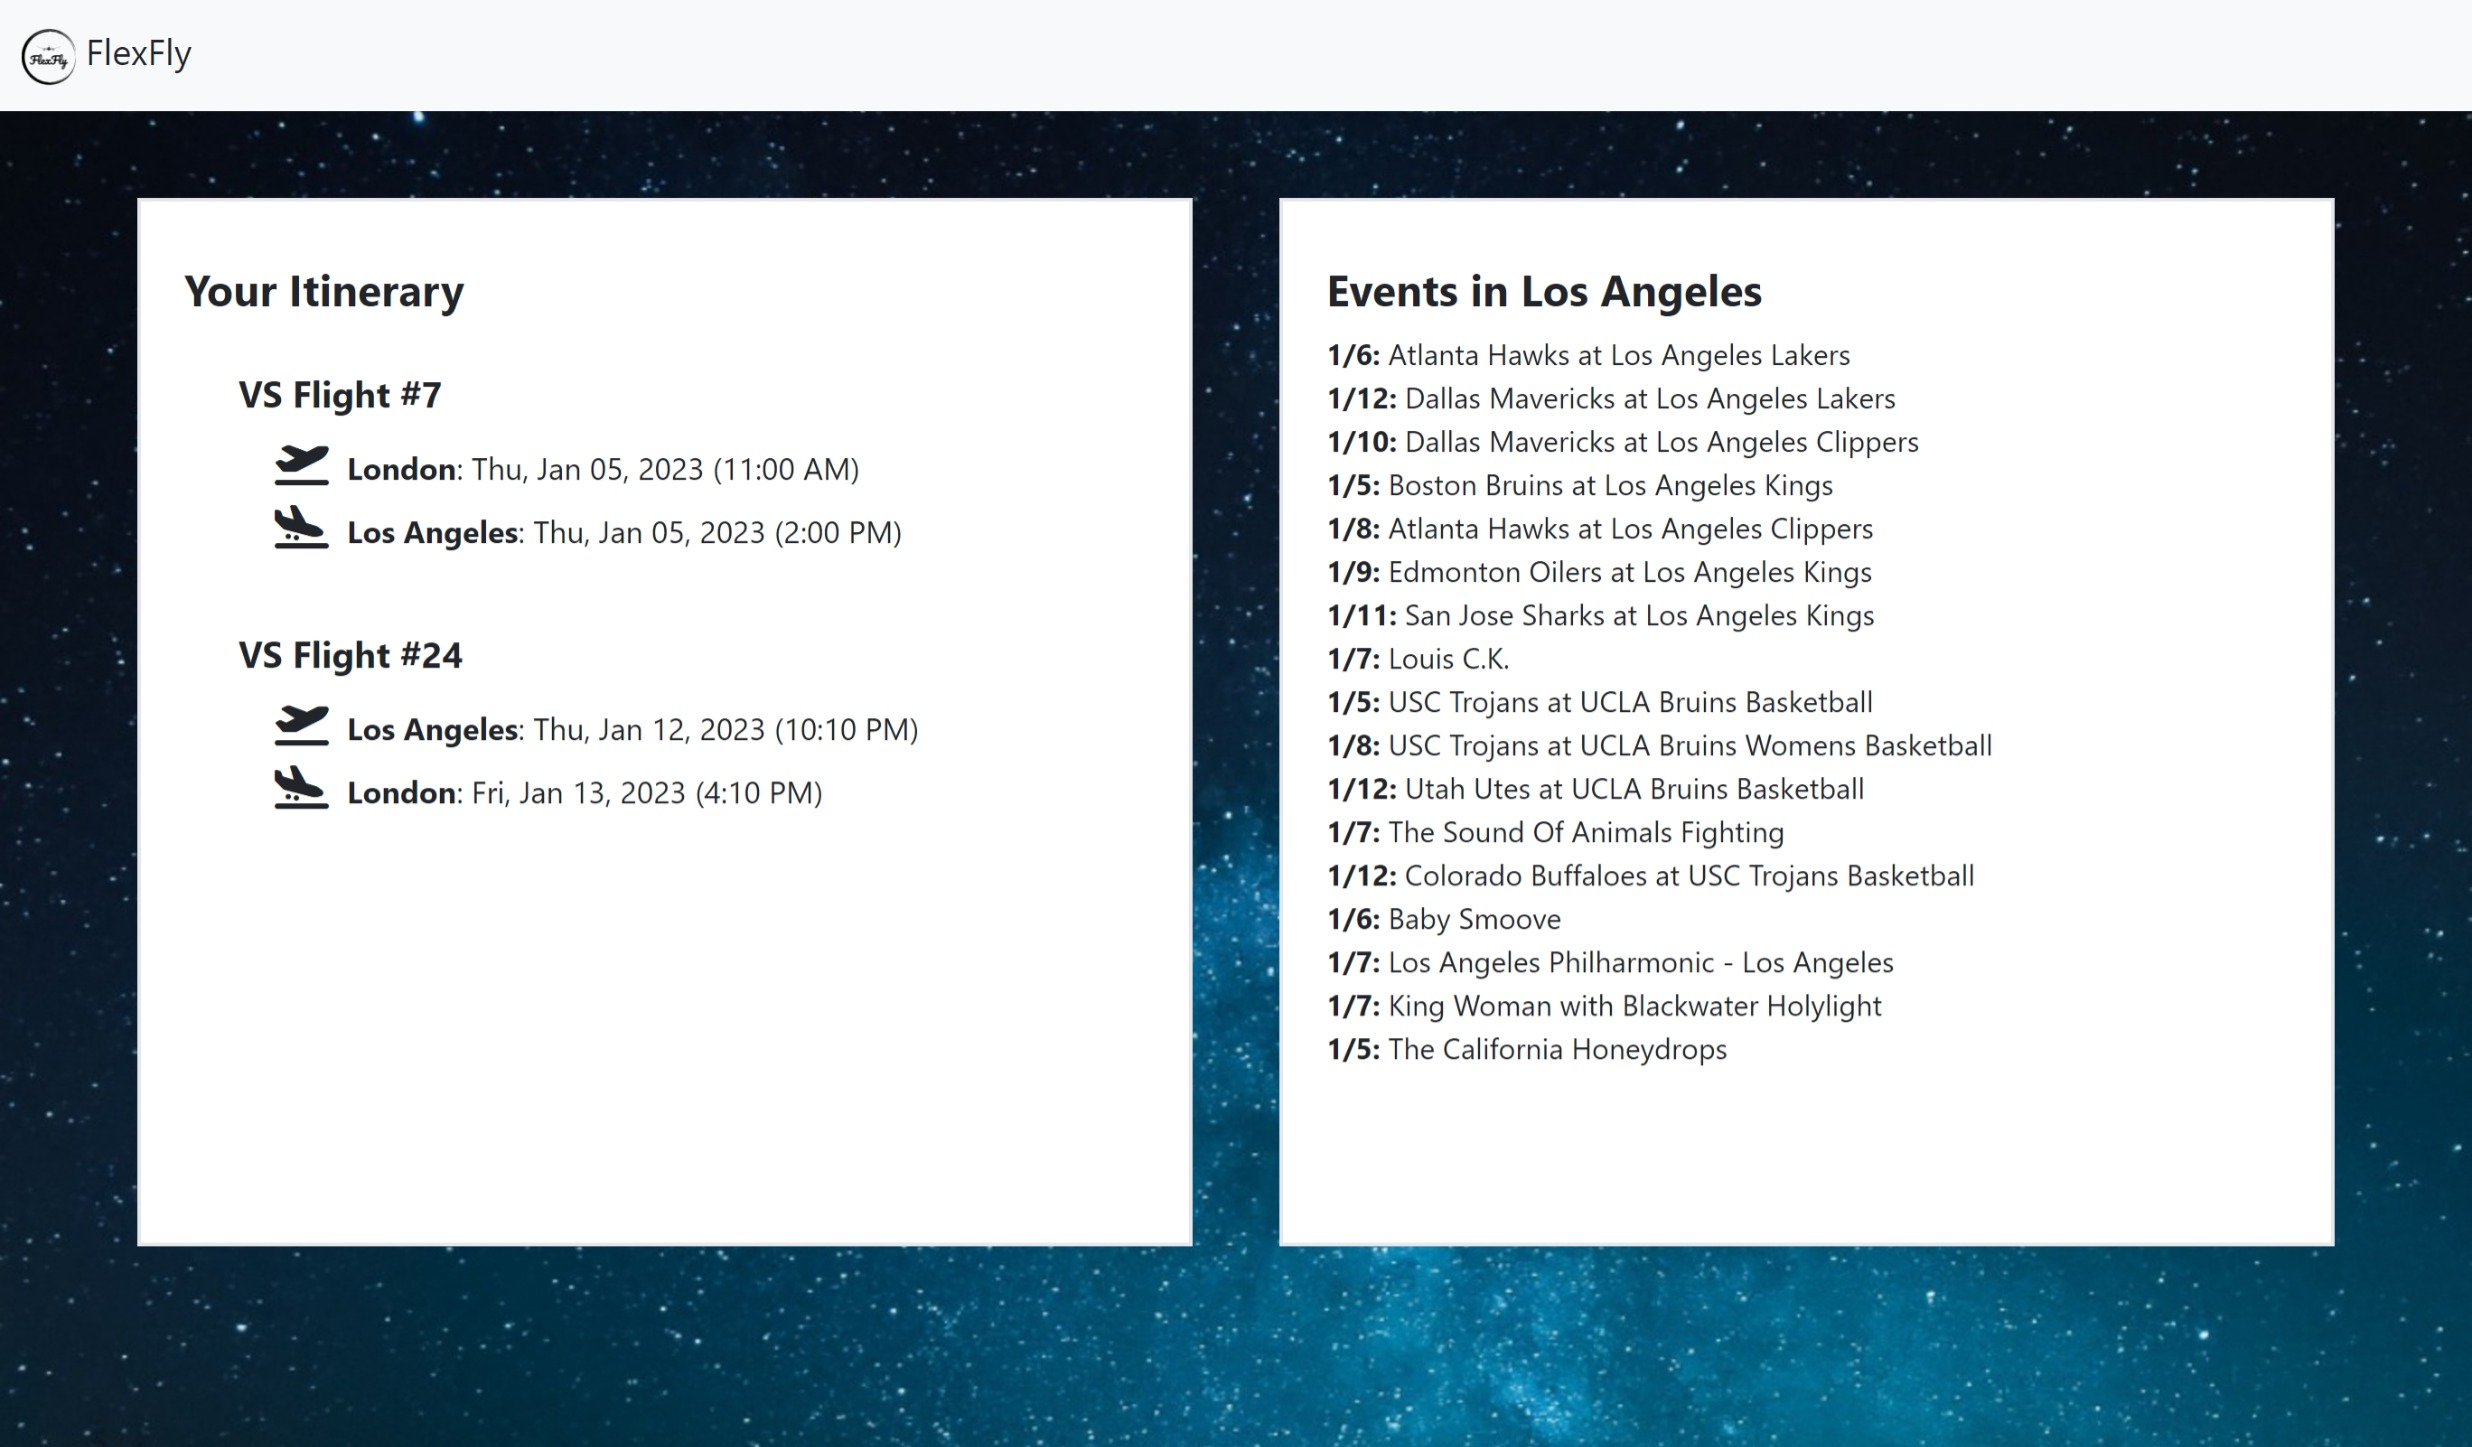 FlexFly
FlexFly
Your Itinerary
VS Flight #7
London: Thu, Jan 05, 2023 (11:00 AM)
Los Angeles: Thu, Jan 05, 2023 (2:00 PM)
VS Flight #24
Los Angeles: Thu, Jan 12, 2023 (10:10 PM)
London: Fri, Jan 13, 2023 (4:10 PM)
Events in Los Angeles
1/6: Atlanta Hawks at Los Angeles Lakers
1/12: Dallas Mavericks at Los Angeles Lakers
1/10: Dallas Mavericks at Los Angeles Clippers
1/5: Boston Bruins at Los Angeles Kings
1/8: Atlanta Hawks at Los Angeles Clippers
1/9: Edmonton Oilers at Los Angeles Kings
1/11: San Jose Sharks at Los Angeles Kings
1/7: Louis C.K.
1/5: USC Trojans at UCLA Bruins Basketball
1/8: USC Trojans at UCLA Bruins Womens Basketball
1/12: Utah Utes at UCLA Bruins Basketball
1/7: The Sound Of Animals Fighting
1/12: Colorado Buffaloes at USC Trojans Basketball
1/6: Baby Smoove
1/7: Los Angeles Philharmonic - Los Angeles
1/7: King Woman with Blackwater Holylight
1/5: The California Honeydrops